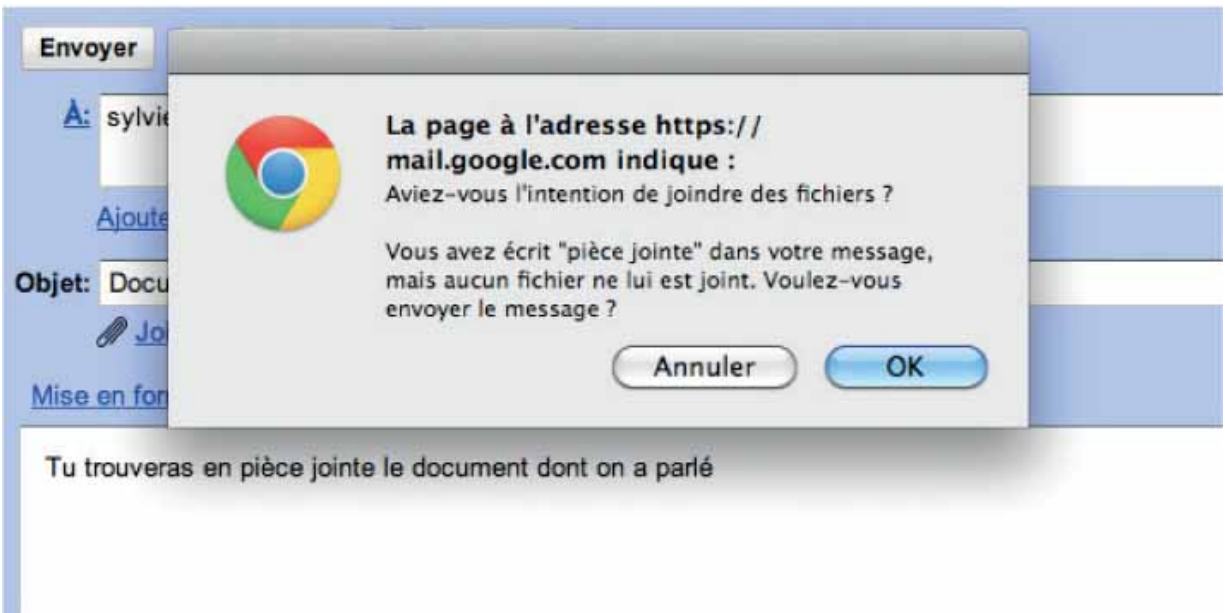 Envoyer
À: sylvie
Ajoute
Objet: Docu
Joi
Mise en for
La page à l'adresse https://
mail.google.com indique :
Aviez-vous l'intention de joindre des fichiers ?
Vous avez écrit "pièce jointe" dans votre message,
mais aucun fichier ne lui est joint. Voulez-vous
envoyer le message ?
Annuler OK
Tu trouveras en pièce jointe le document dont on a parlé